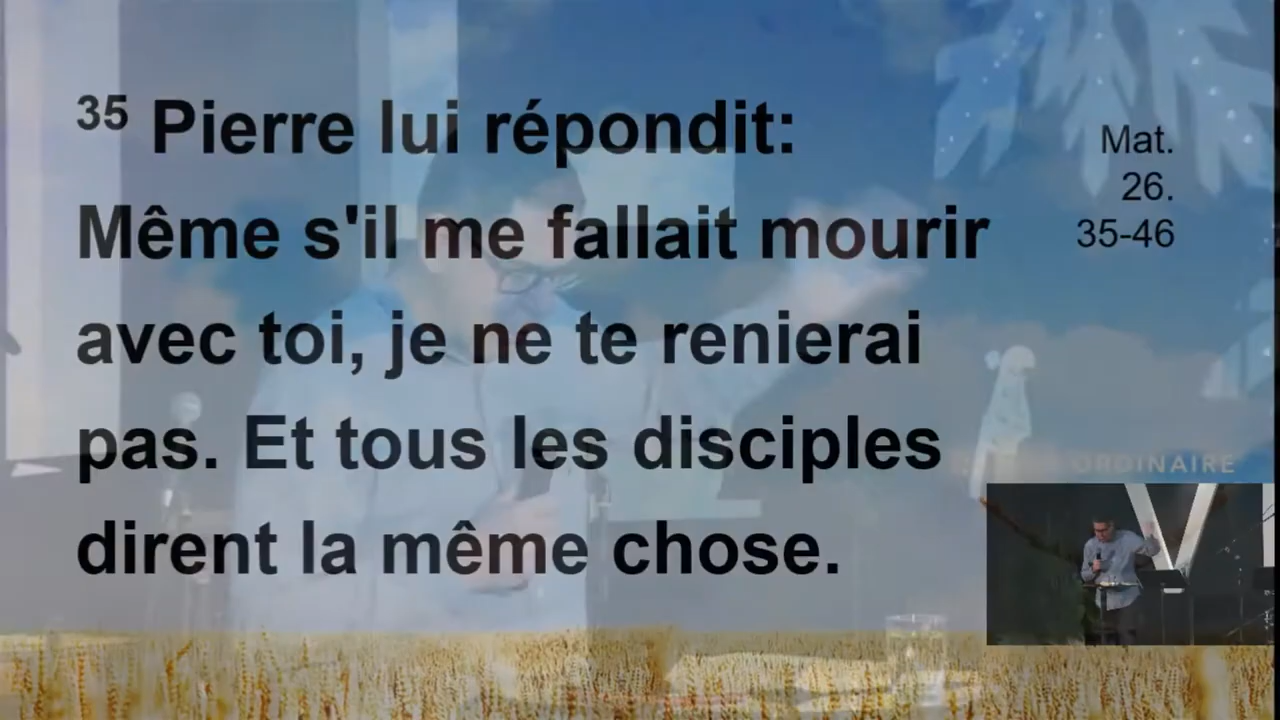 35 Pierre lui répondit:
Même s'il me fallait mourir
avec toi, je ne te renierai
pas. Et tous les disciples
dirent la même chose.
Mat.
26.
35-46
ORDINAIRE